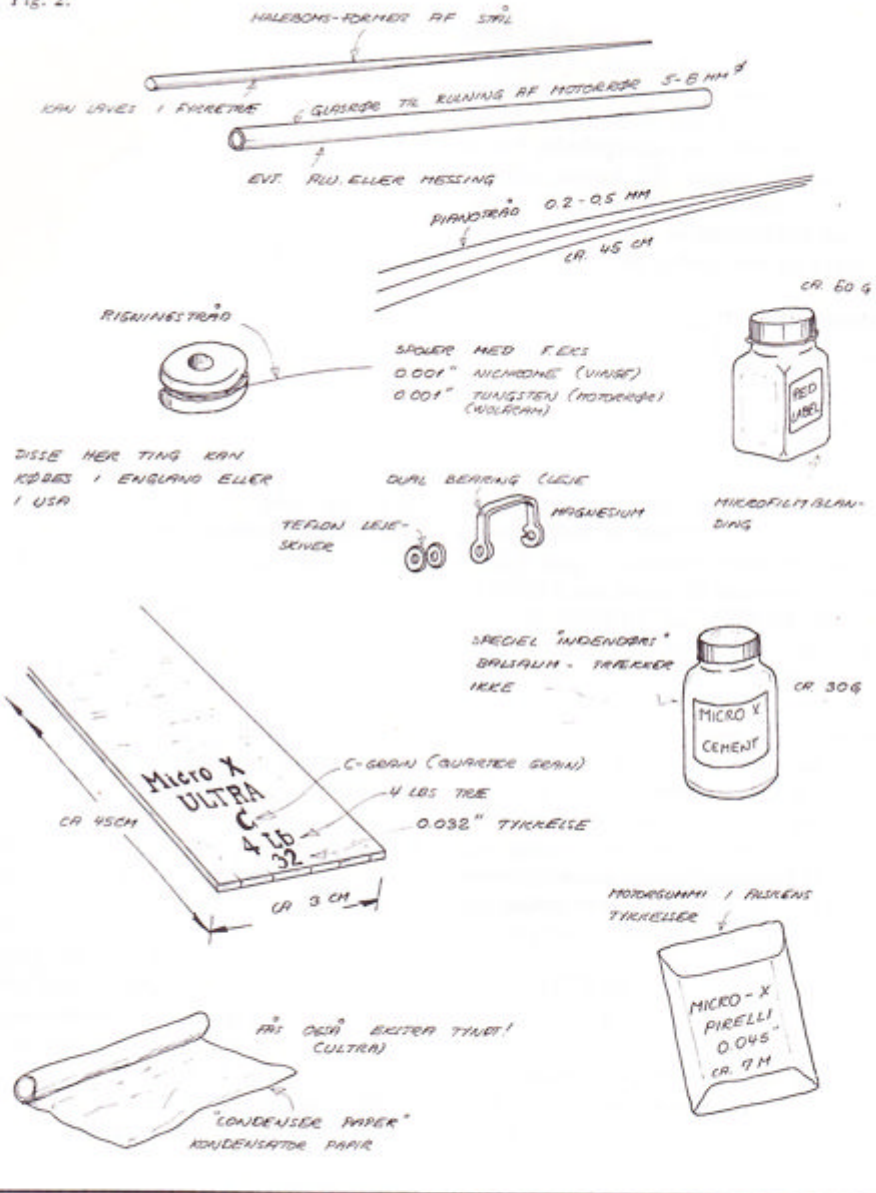 Fig. 2.
HALEBOMS-FORMER AF STÅL
KAN LAVES I FYRRETRÆ
GLASRØR TIL RULNING AF MOTORRØR 5-8 MM Ø
EVT. ALU. ELLER MESSING
PIANOTRÅD 0.2-0.5 MM
CA. 45 CM
RIGNINGSTRÅD
SPOLER MED F.EKS
0.001" NICHROME (VINGE)
0.001" TUNGSTEN (MOTORRØR)
(WOLFRAM)
CA. 60 G
RED
LABEL
MIKROFILMBLAN-
DING
DISSE HER TING KAN
KØBES I ENGLAND ELLER
I USA
DUAL BEARING (LEJE
MAGNESIUM
TEFLON LEJE-
SKIVER
SPECIEL "INDENDØRS"
BALSALIM - TRÆKKER
IKKE
CA. 30G
MICRO X
CEMENT
Micro X
ULTRA
C
4 Lb
32
C-GRAIN (QUARTER GRAIN)
4 LBS TRÆ
0.032" TYKKELSE
CA 45CM
CA 3 CM
MOTORGUMMI I ALSKENS
TYKKELSER
MICRO-X
PIRELLI
0.045"
CA. 7 M
FÅS OGSÅ EKSTRA TYNDT!
(ULTRA)
"CONDENSER PAPER"
KONDENSATOR PAPIR